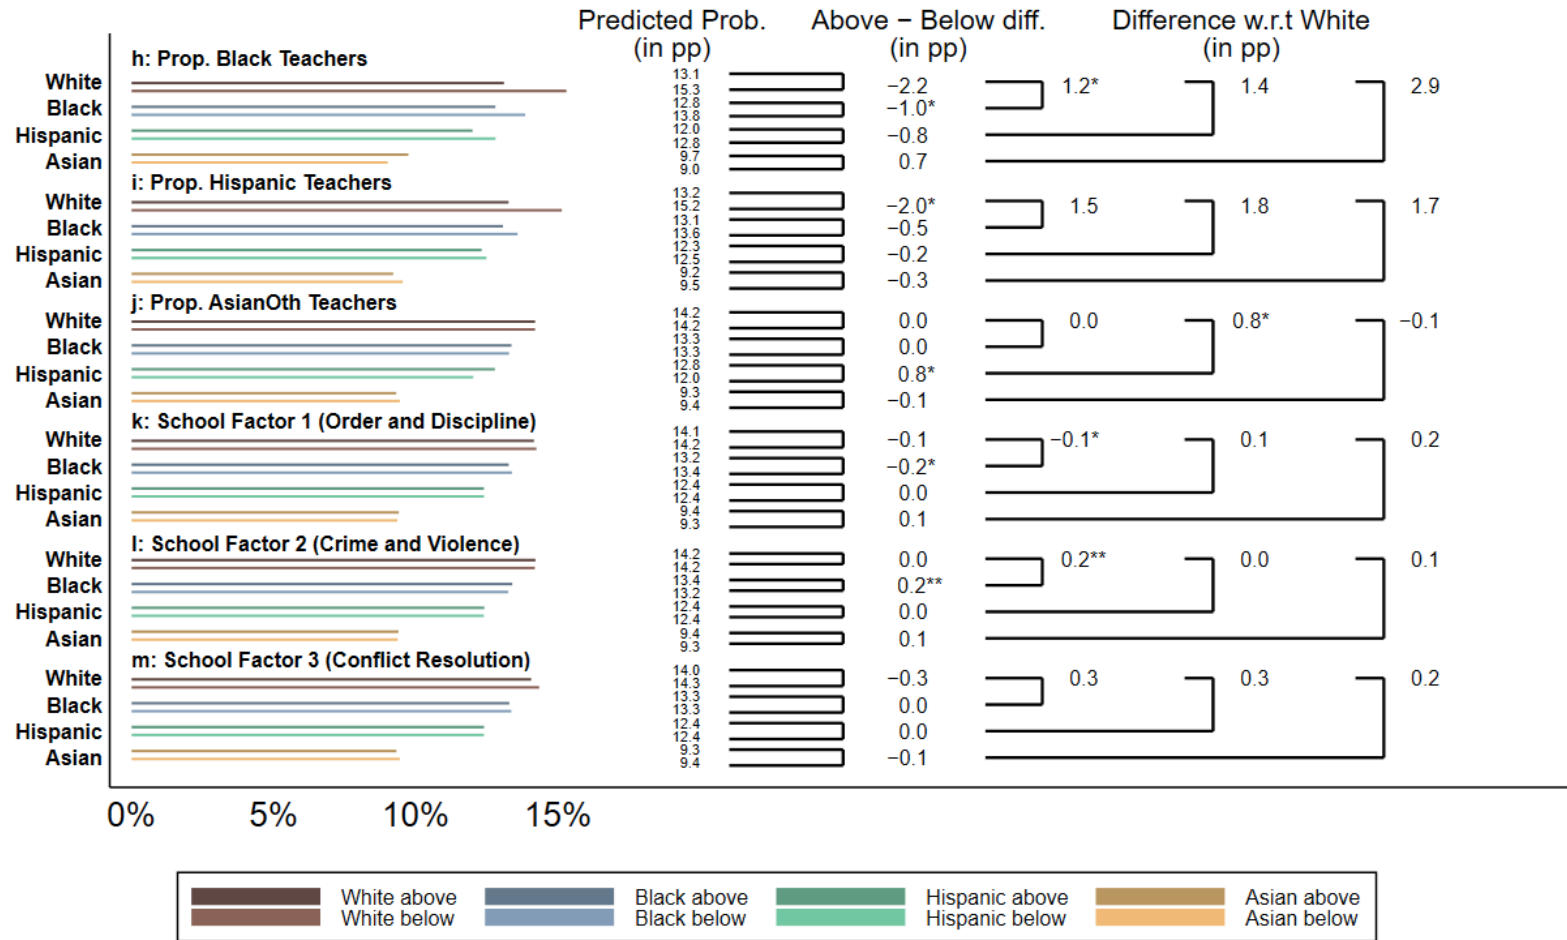 Predicted Prob. Above − Below diff. Difference w.r.t White
(in pp) (in pp) (in pp)
h: Prop. Black Teachers
White 13.1 15.3 −2.2 1.2* 1.4 2.9
Black 12.8 13.8 −1.0*
Hispanic 12.0 12.8 −0.8
Asian 9.7 9.0 0.7
i: Prop. Hispanic Teachers
White 13.2 15.2 −2.0* 1.5 1.8 1.7
Black 13.1 13.6 −0.5
Hispanic 12.3 12.5 −0.2
Asian 9.2 9.5 −0.3
j: Prop. AsianOth Teachers
White 14.2 14.2 0.0 0.0 0.8* −0.1
Black 13.3 13.3 0.0
Hispanic 12.8 12.0 0.8*
Asian 9.3 9.4 −0.1
k: School Factor 1 (Order and Discipline)
White 14.1 14.2 −0.1 −0.1* 0.1 0.2
Black 13.2 13.4 −0.2*
Hispanic 12.4 12.4 0.0
Asian 9.4 9.3 0.1
l: School Factor 2 (Crime and Violence)
White 14.2 14.2 0.0 0.2** 0.0 0.1
Black 13.4 13.2 0.2**
Hispanic 12.4 12.4 0.0
Asian 9.4 9.3 0.1
m: School Factor 3 (Conflict Resolution)
White 14.0 14.3 −0.3 0.3 0.3 0.2
Black 13.3 13.3 0.0
Hispanic 12.4 12.4 0.0
Asian 9.3 9.4 −0.1
0% 5% 10% 15%
White above Black above Hispanic above Asian above
White below Black below Hispanic below Asian below